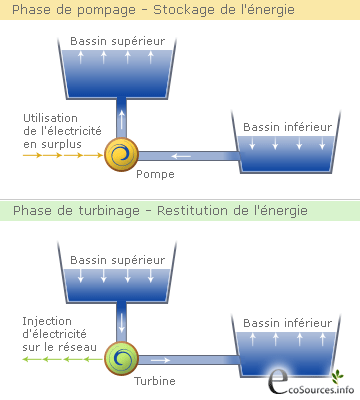 Phase de pompage - Stockage de l'énergie
Bassin supérieur
Utilisation
de l'électricité
en surplus
Bassin inférieur
Pompe
Phase de turbinage - Restitution de l'énergie
Bassin supérieur
Injection
d'électricité
sur le réseau
Bassin inférieur
Turbine
ecoSources.info